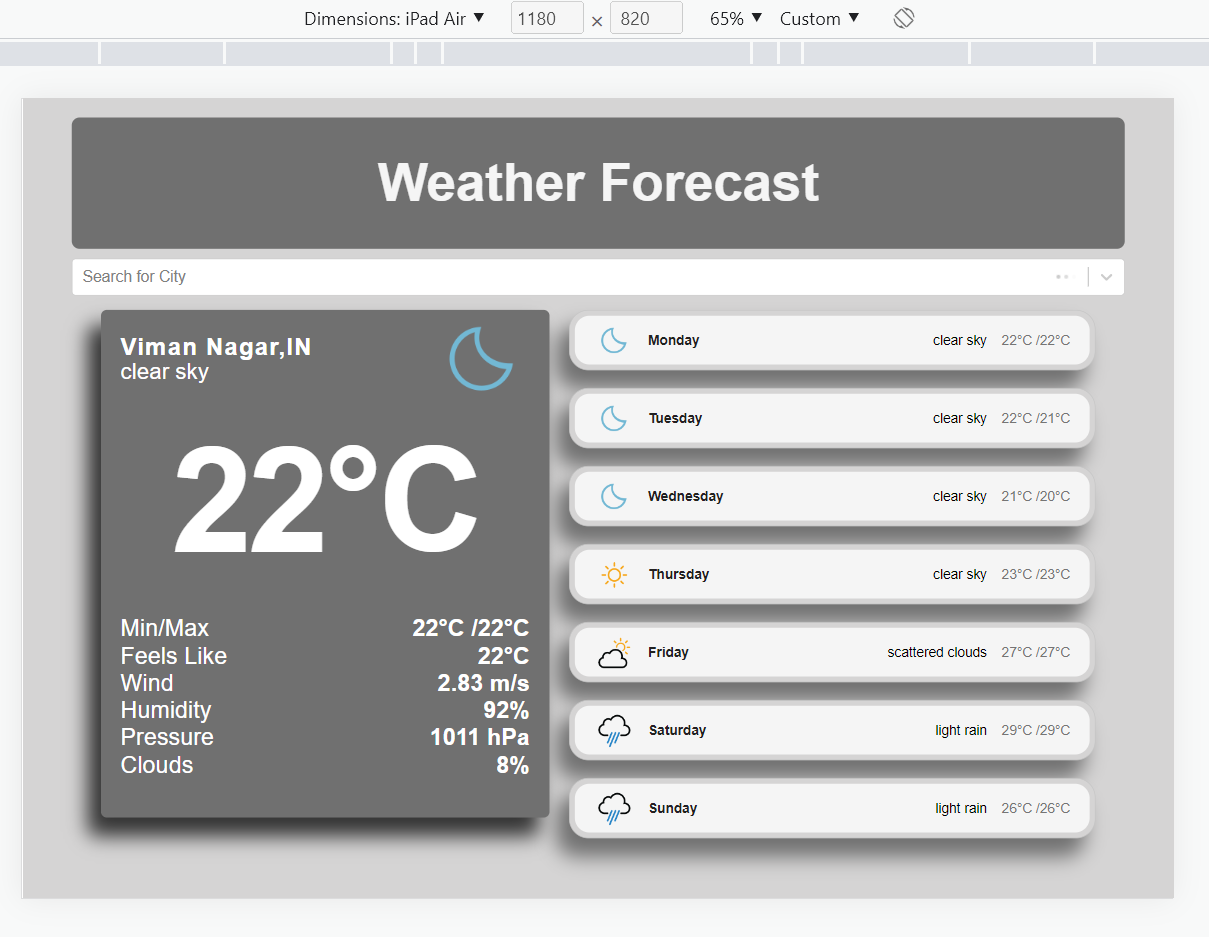 Dimensions: iPad Air ▼ 1180 × 820 65% ▼ Custom ▼
Weather Forecast
Search for City
Viman Nagar,IN
clear sky
22°C
Min/Max 22°C /22°C
Feels Like 22°C
Wind 2.83 m/s
Humidity 92%
Pressure 1011 hPa
Clouds 8%
Monday clear sky 22°C /22°C
Tuesday clear sky 22°C /21°C
Wednesday clear sky 21°C /20°C
Thursday clear sky 23°C /23°C
Friday scattered clouds 27°C /27°C
Saturday light rain 29°C /29°C
Sunday light rain 26°C /26°C